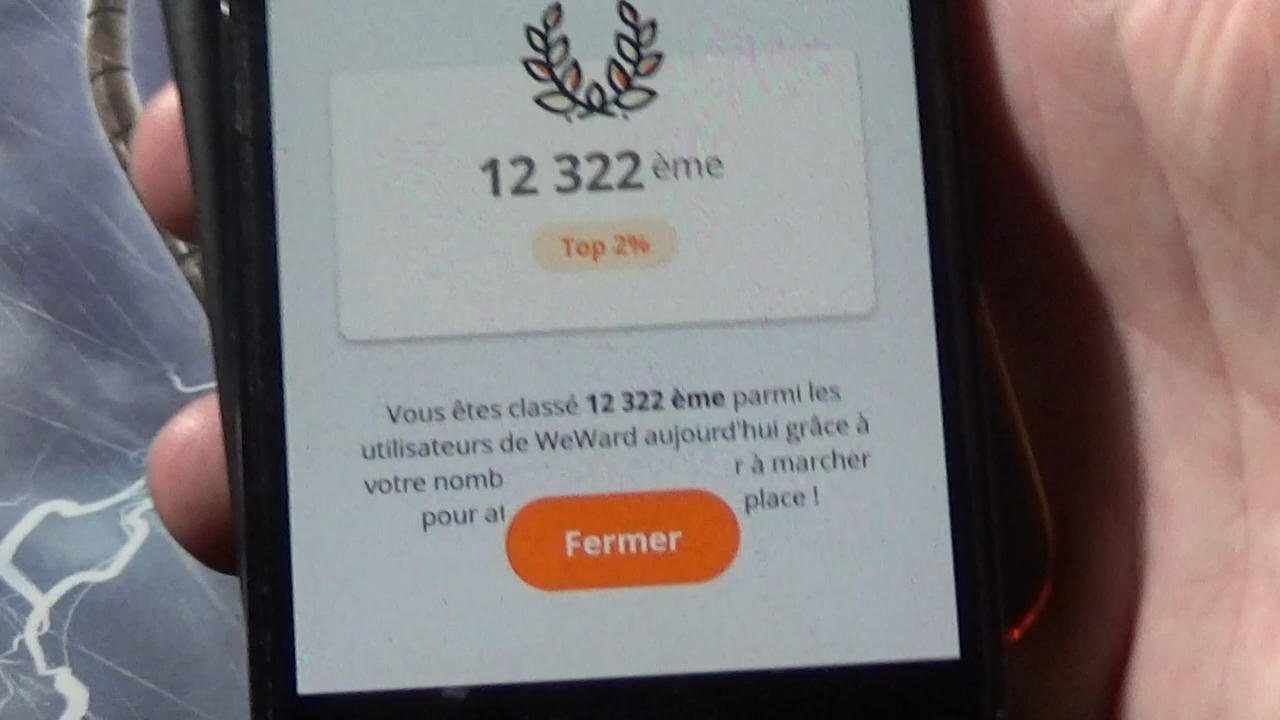 12 322 ème
Top 2%
Vous êtes classé 12 322 ème parmi les
utilisateurs de WeWard aujourd'hui grâce à
votre nomb r à marcher
pour al place !
Fermer